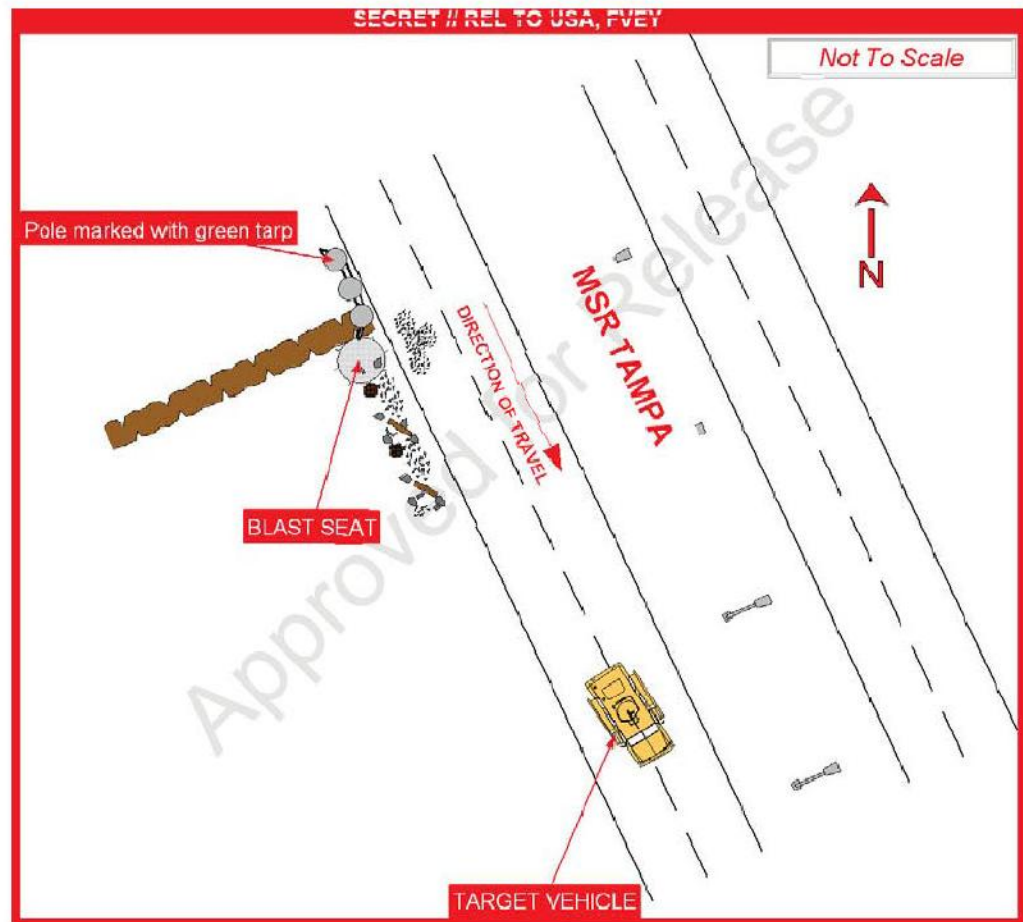 SECRET // REL TO USA, FVEY
Not To Scale
Pole marked with green tarp
N
MSR TAMPA
DIRECTION OF TRAVEL
Approved for Release
BLAST SEAT
TARGET VEHICLE